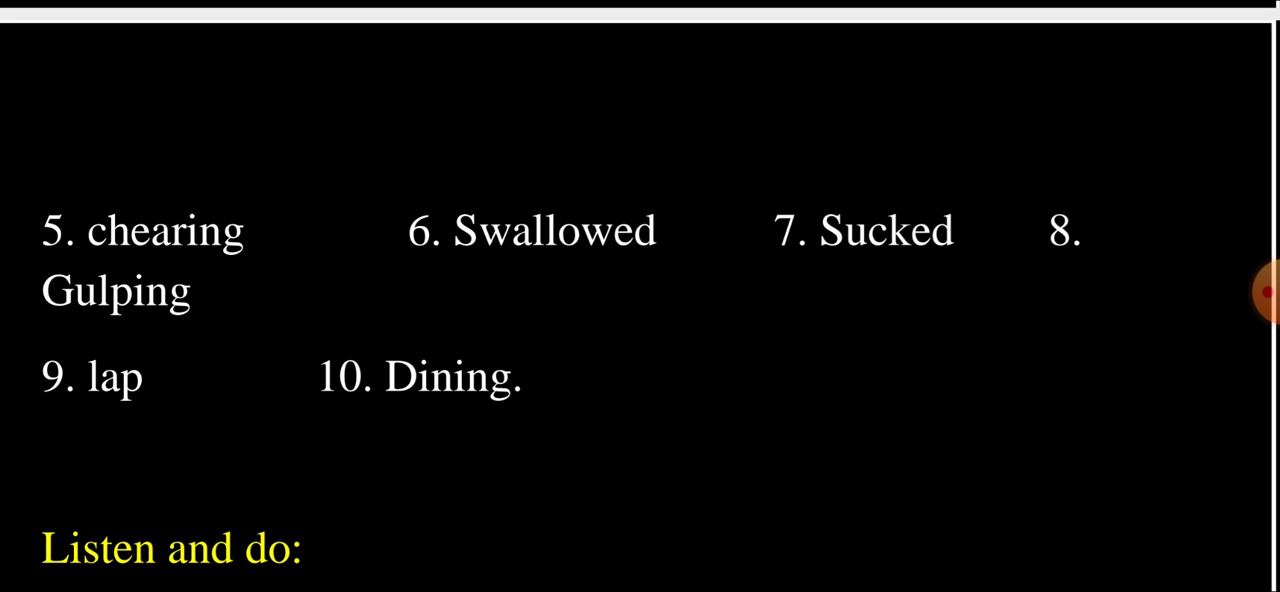 5. chearing 6. Swallowed 7. Sucked 8.
Gulping
9. lap 10. Dining.
Listen and do: